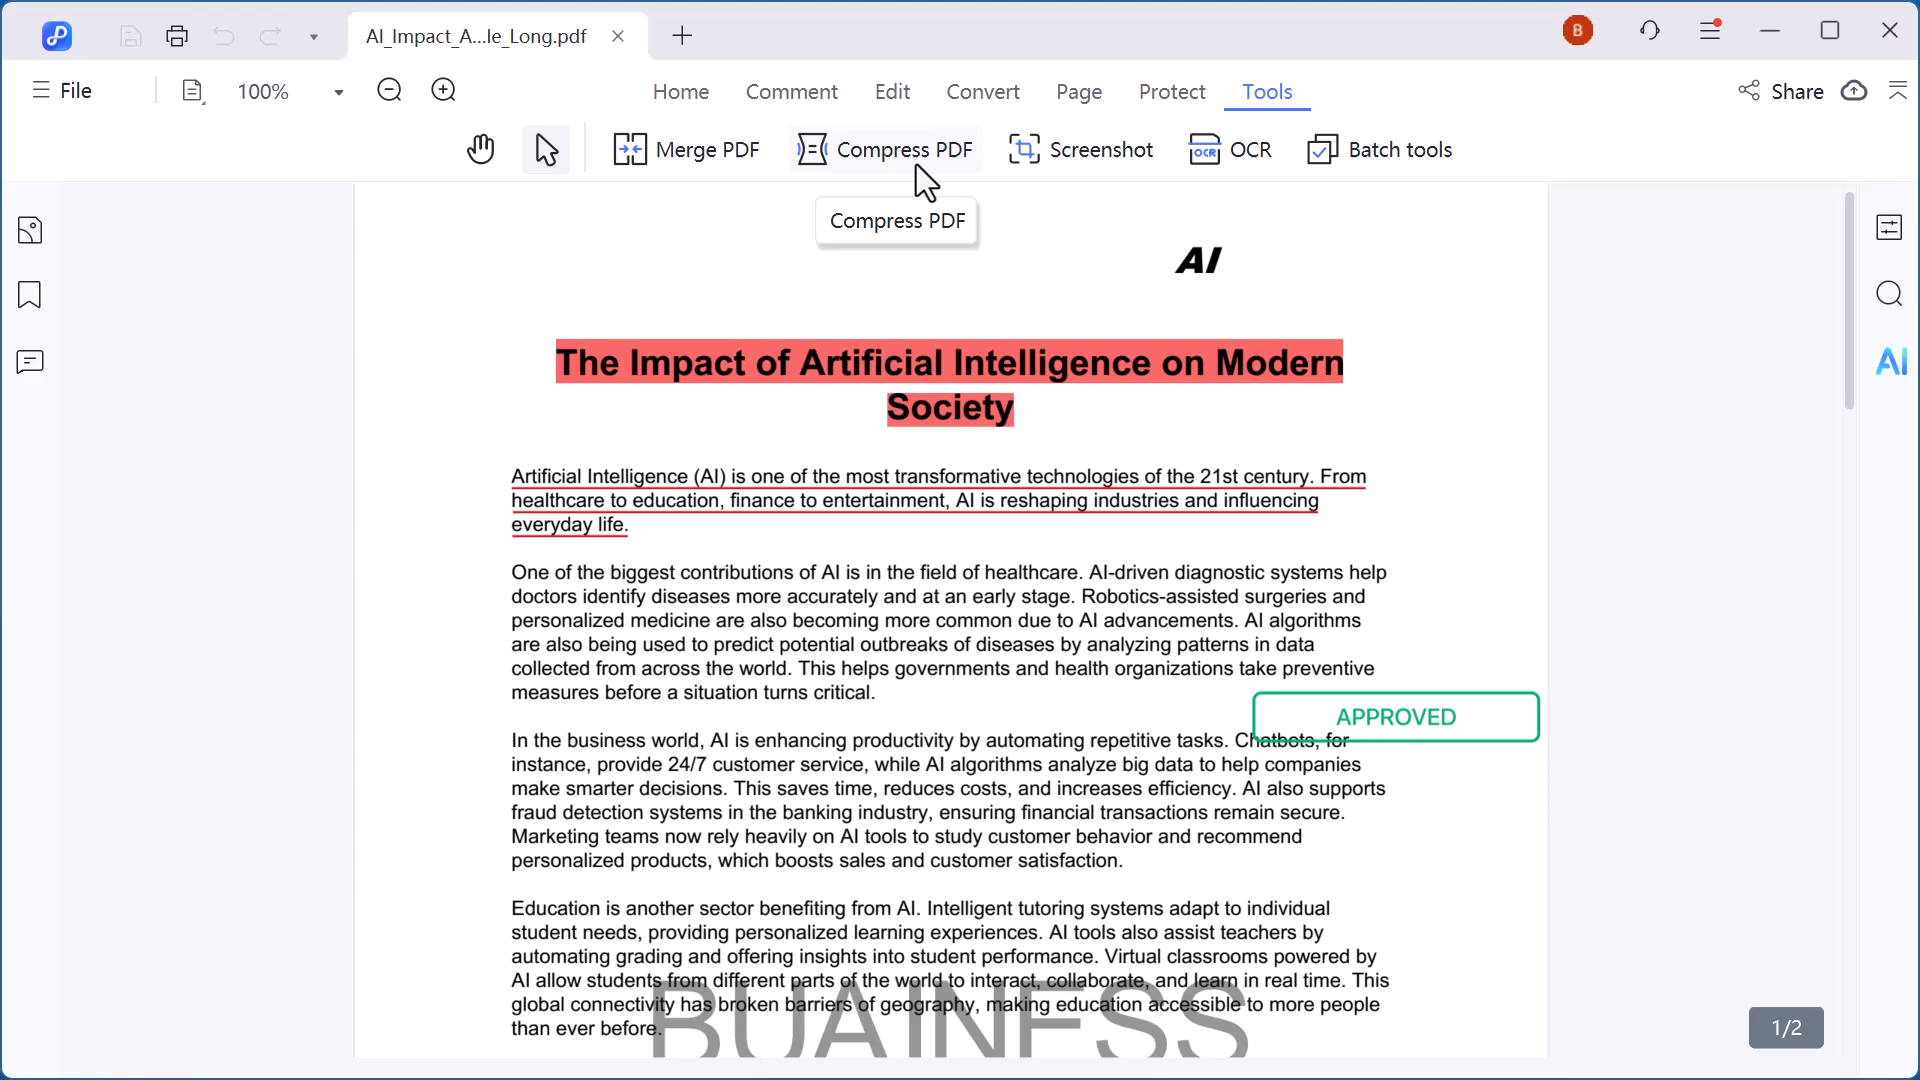 AI_Impact_A...le_Long.pdf
B
File
100%
Home
Comment
Edit
Convert
Page
Protect
Tools
Share
Merge PDF
Compress PDF
Screenshot
OCR
OCR
Batch tools
Compress PDF
AI
AI
The Impact of Artificial Intelligence on Modern
Society
Artificial Intelligence (AI) is one of the most transformative technologies of the 21st century. From
healthcare to education, finance to entertainment, AI is reshaping industries and influencing
everyday life.
One of the biggest contributions of AI is in the field of healthcare. AI-driven diagnostic systems help
doctors identify diseases more accurately and at an early stage. Robotics-assisted surgeries and
personalized medicine are also becoming more common due to AI advancements. AI algorithms
are also being used to predict potential outbreaks of diseases by analyzing patterns in data
collected from across the world. This helps governments and health organizations take preventive
measures before a situation turns critical.
APPROVED
In the business world, AI is enhancing productivity by automating repetitive tasks. Chatbots, for
instance, provide 24/7 customer service, while AI algorithms analyze big data to help companies
make smarter decisions. This saves time, reduces costs, and increases efficiency. AI also supports
fraud detection systems in the banking industry, ensuring financial transactions remain secure.
Marketing teams now rely heavily on AI tools to study customer behavior and recommend
personalized products, which boosts sales and customer satisfaction.
Education is another sector benefiting from AI. Intelligent tutoring systems adapt to individual
student needs, providing personalized learning experiences. AI tools also assist teachers by
automating grading and offering insights into student performance. Virtual classrooms powered by
AI allow students from different parts of the world to interact, collaborate, and learn in real time. This
global connectivity has broken barriers of geography, making education accessible to more people
than ever before.
BUAINESS
1/2